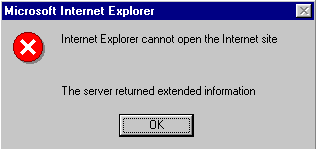 Microsoft Internet Explorer
Internet Explorer cannot open the Internet site
The server returned extended information
OK